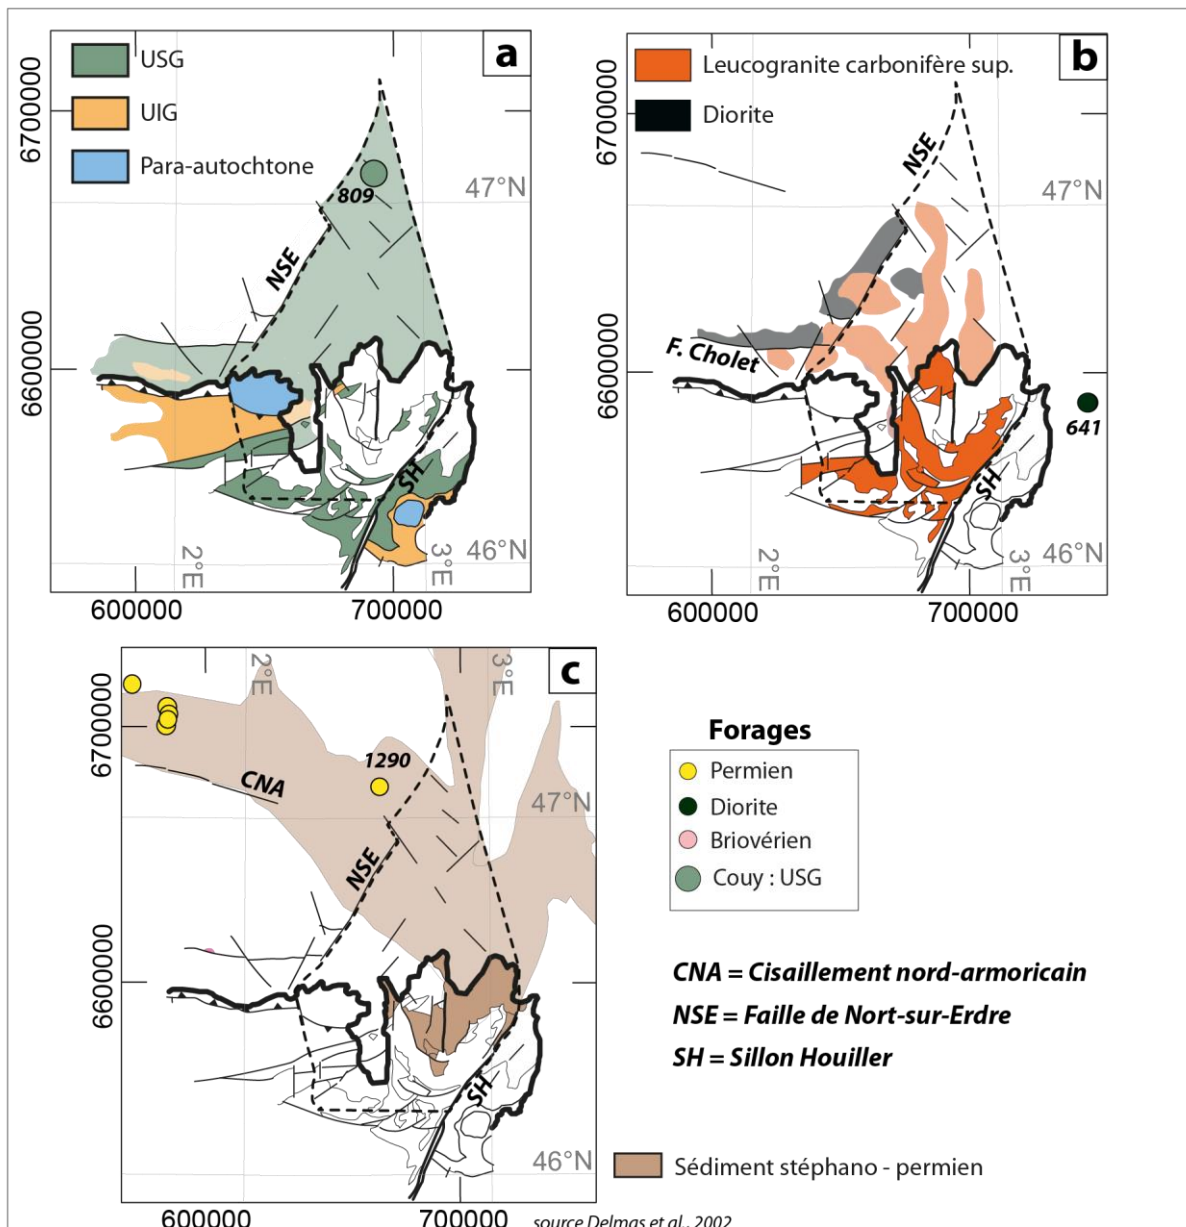 a
USG
UIG
Para-autochtone
6700000
6600000
809
NSE
SH
47°N
46°N
2°E
3°E
600000
700000
b
Leucogranite carbonifère sup.
Diorite
6700000
6600000
NSE
F. Cholet
641
SH
47°N
46°N
2°E
3°E
600000
700000
c
2°E
3°E
6700000
6600000
1290
CNA
NSE
SH
47°N
46°N
600000
700000
source Delmas et al., 2002
Forages
Permien
Diorite
Briovérien
Couy : USG
CNA = Cisaillement nord-armoricain
NSE = Faille de Nort-sur-Erdre
SH = Sillon Houiller
Sédiment stéphano - permien